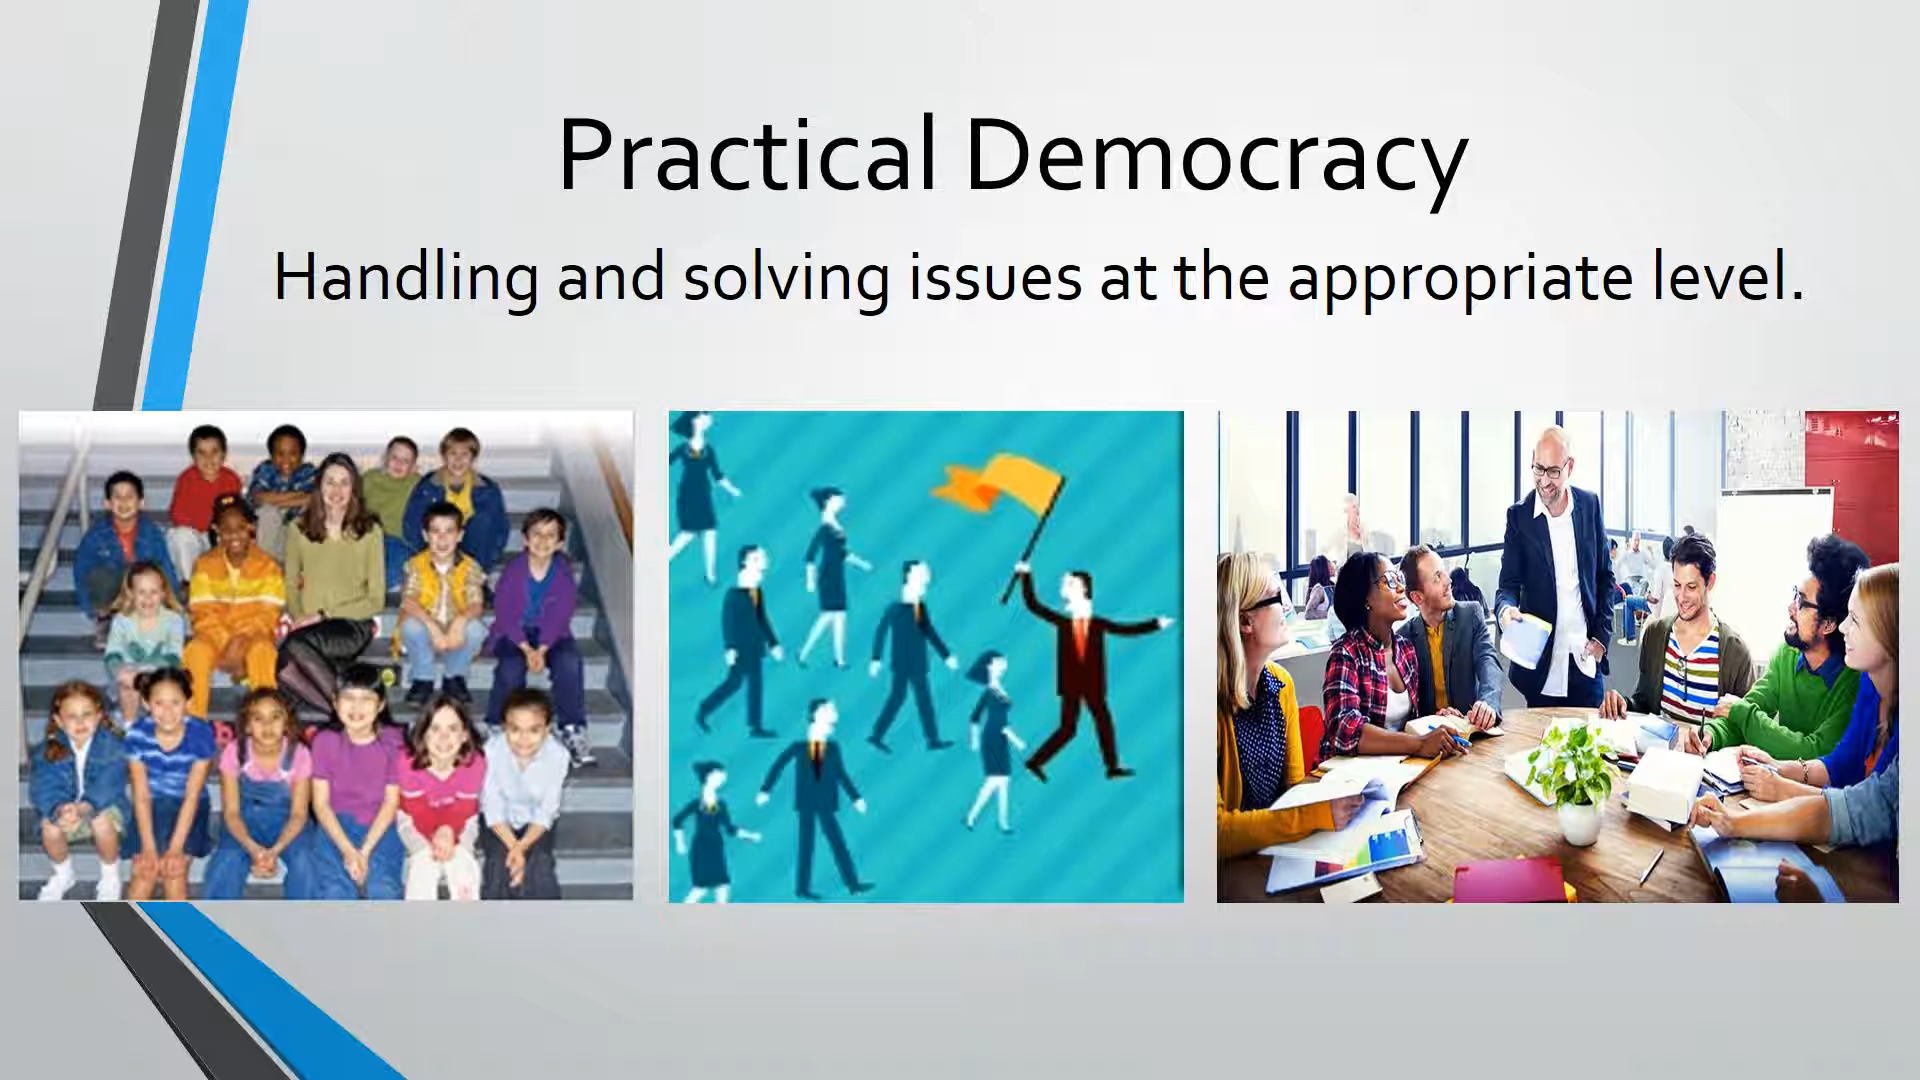 Practical Democracy
Handling and solving issues at the appropriate level.